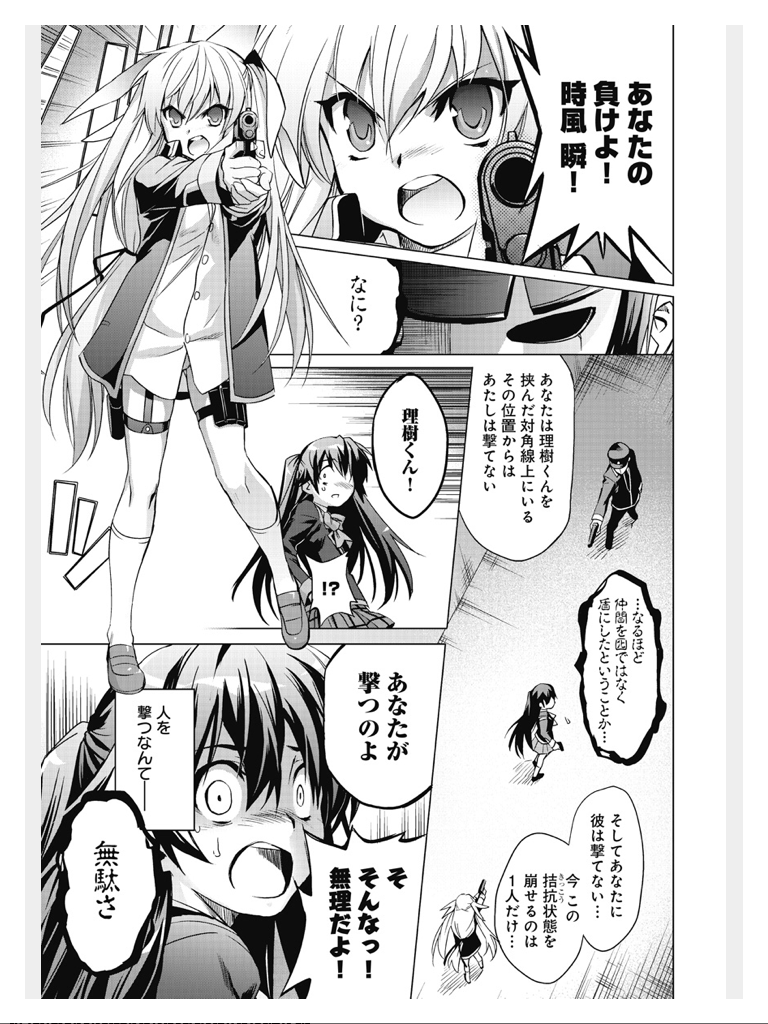 あなたの
負けよ！
時風 瞬！
なに？
あなたは理樹くんを
挟んだ対角線上にいる
その位置からは
あたしは撃てない
…なるほど
仲間を囮ではなく
盾にしたということか…
そしてあなたに
彼は撃てない…
今 この
拮抗状態を
きっこう
崩せるのは
１人だけ…
理樹くん！
!?
あなたが
撃つのよ
そ
そんなっ！
無理だよ！
人を
撃つなんて――
無駄さ